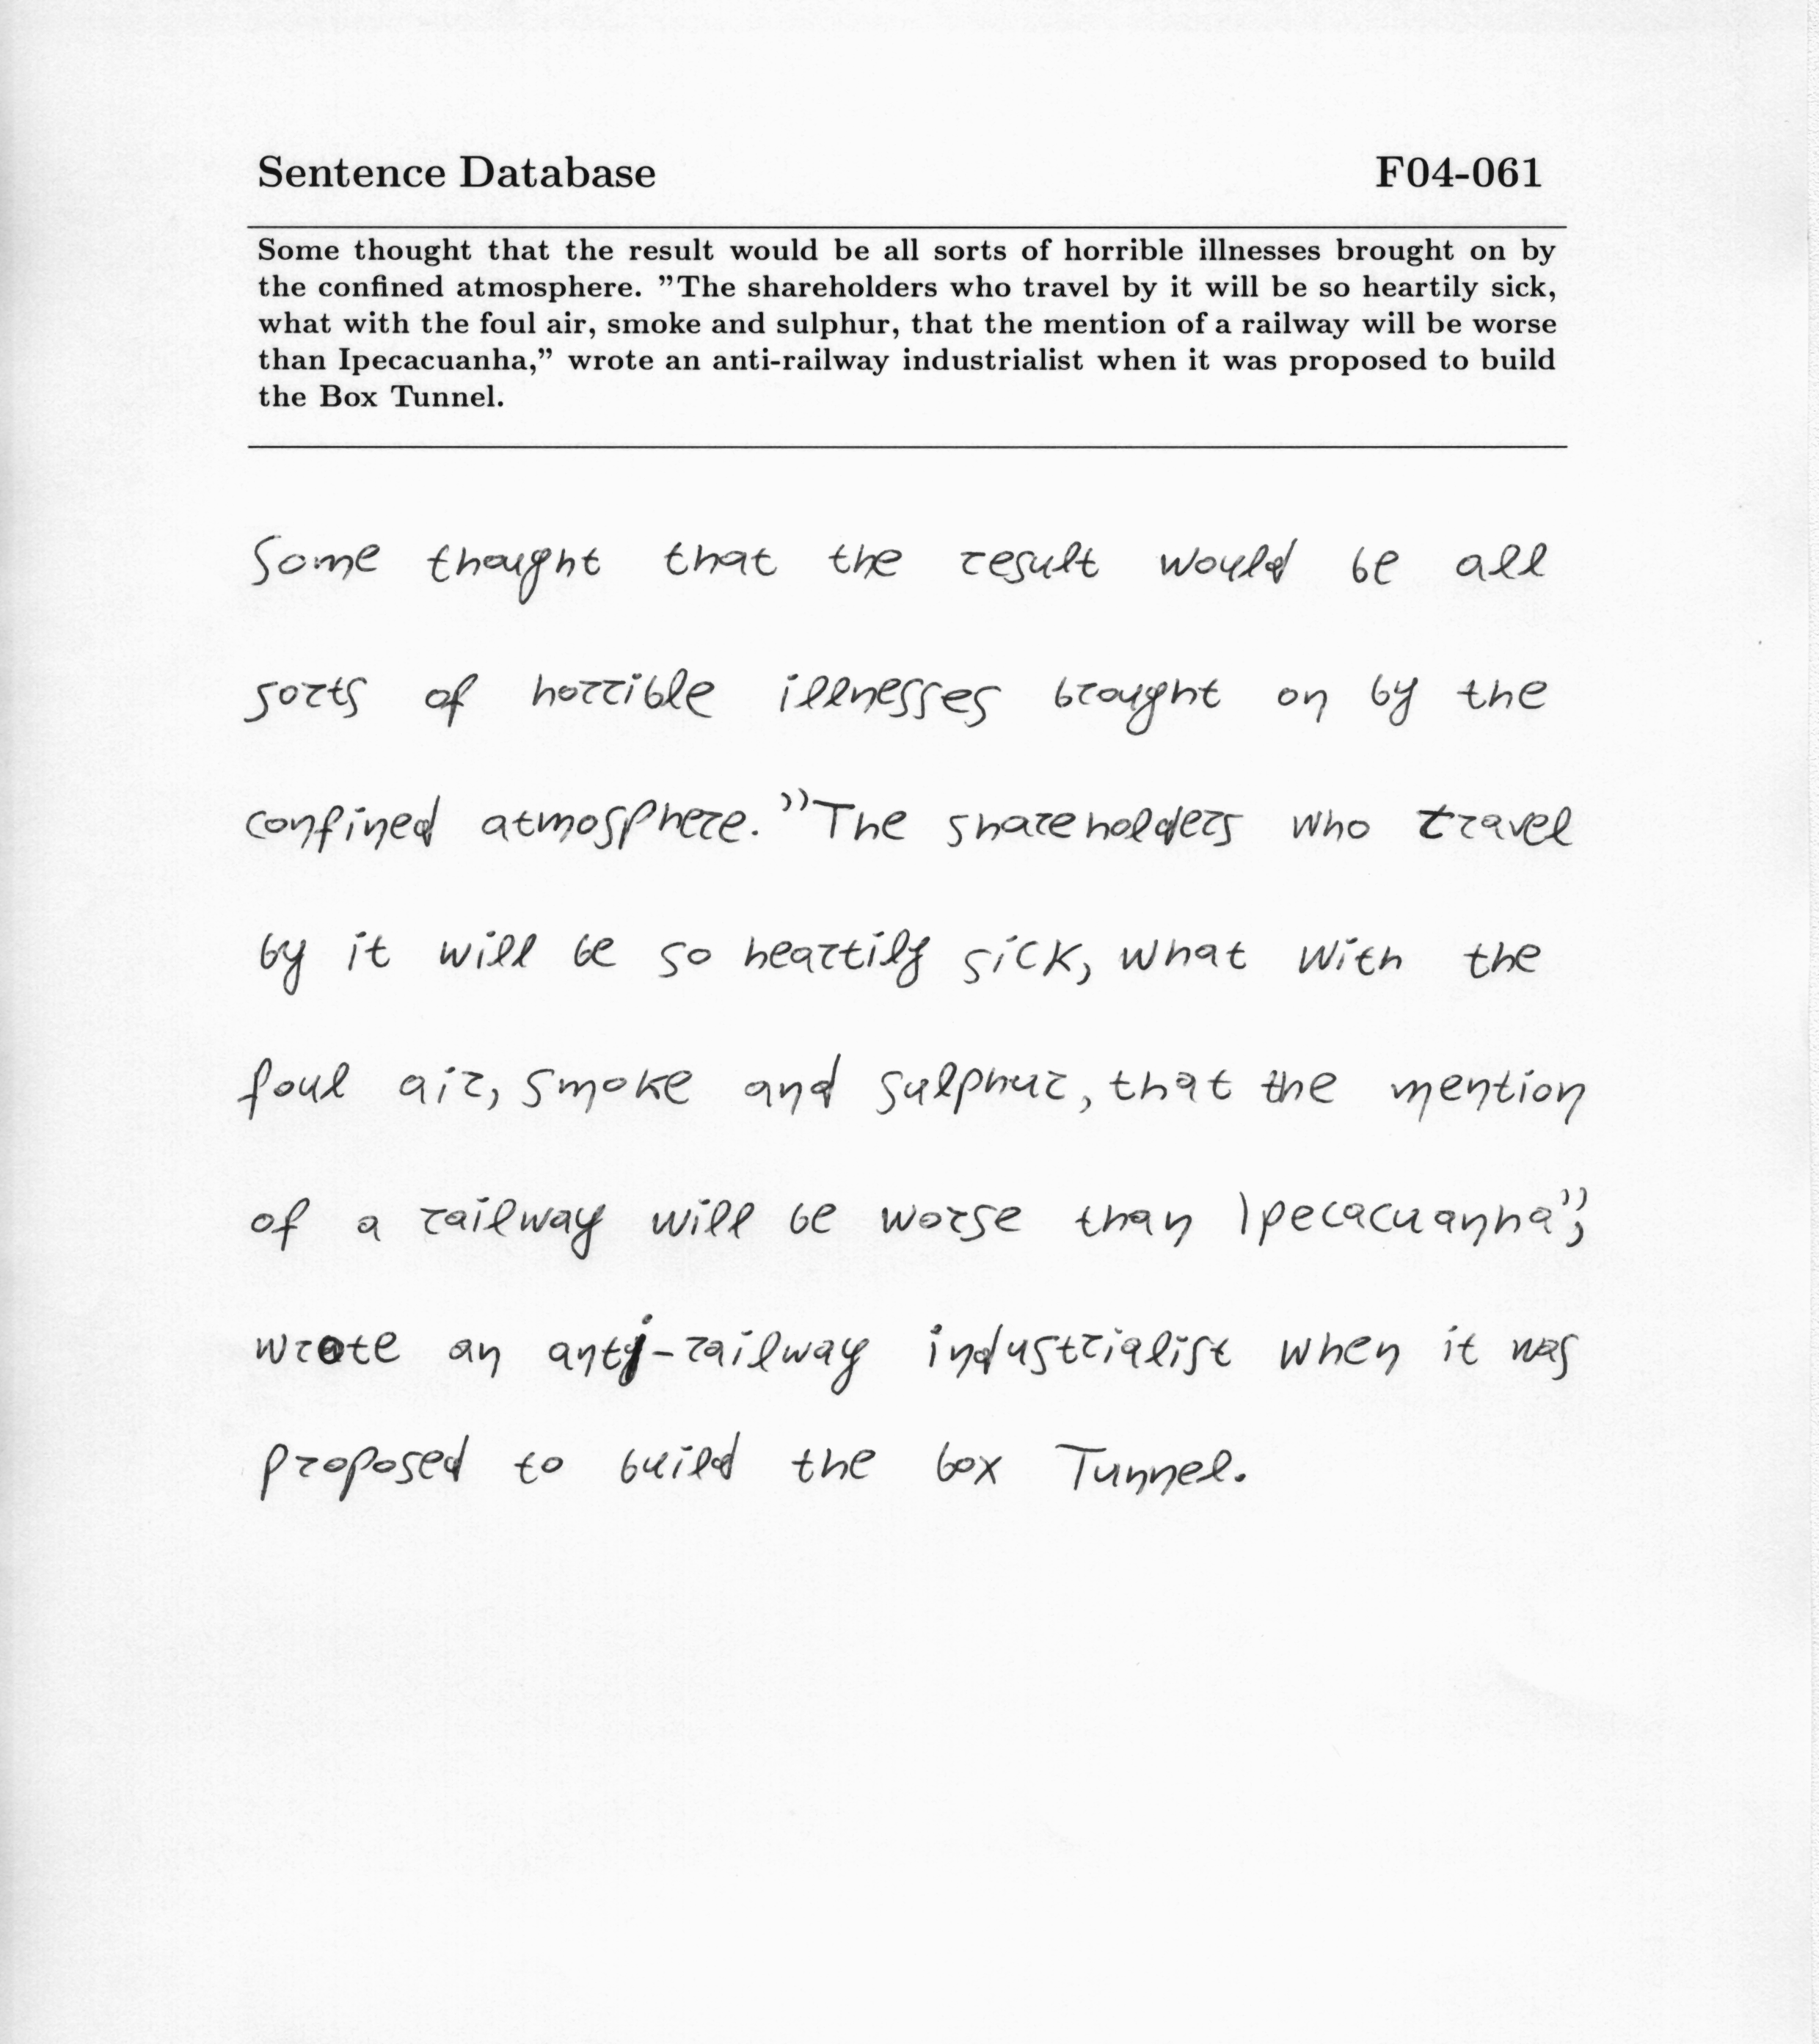 Sentence Database F04-061
Some thought that the result would be all sorts of horrible illnesses brought on by
the confined atmosphere. ”The shareholders who travel by it will be so heartily sick,
what with the foul air, smoke and sulphur, that the mention of a railway will be worse
than Ipecacuanha,” wrote an anti-railway industrialist when it was proposed to build
the Box Tunnel.
Some thought that the result would be all
sorts of horrible illnesses brought on by the
confined atmosphere. ”The shareholders who travel
by it will be so heartily sick, what with the
foul air, smoke and sulphur, that the mention
of a railway will be worse than Ipecacuanha”,
wrote an anti-railway industrialist when it was
proposed to build the box Tunnel.